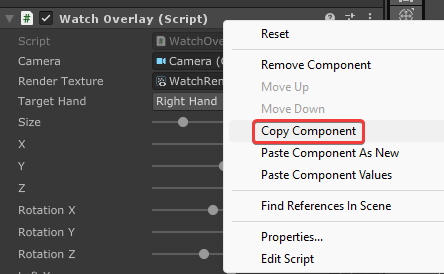 Watch Overlay (Script)
Script
WatchOve
Camera
Camera (C
Render Texture
WatchRen
Target Hand
Right Hand
Size
X
Y
Z
Rotation X
Rotation Y
Rotation Z
Reset
Remove Component
Move Up
Move Down
Copy Component
Paste Component As New
Paste Component Values
Find References In Scene
Properties...
Edit Script